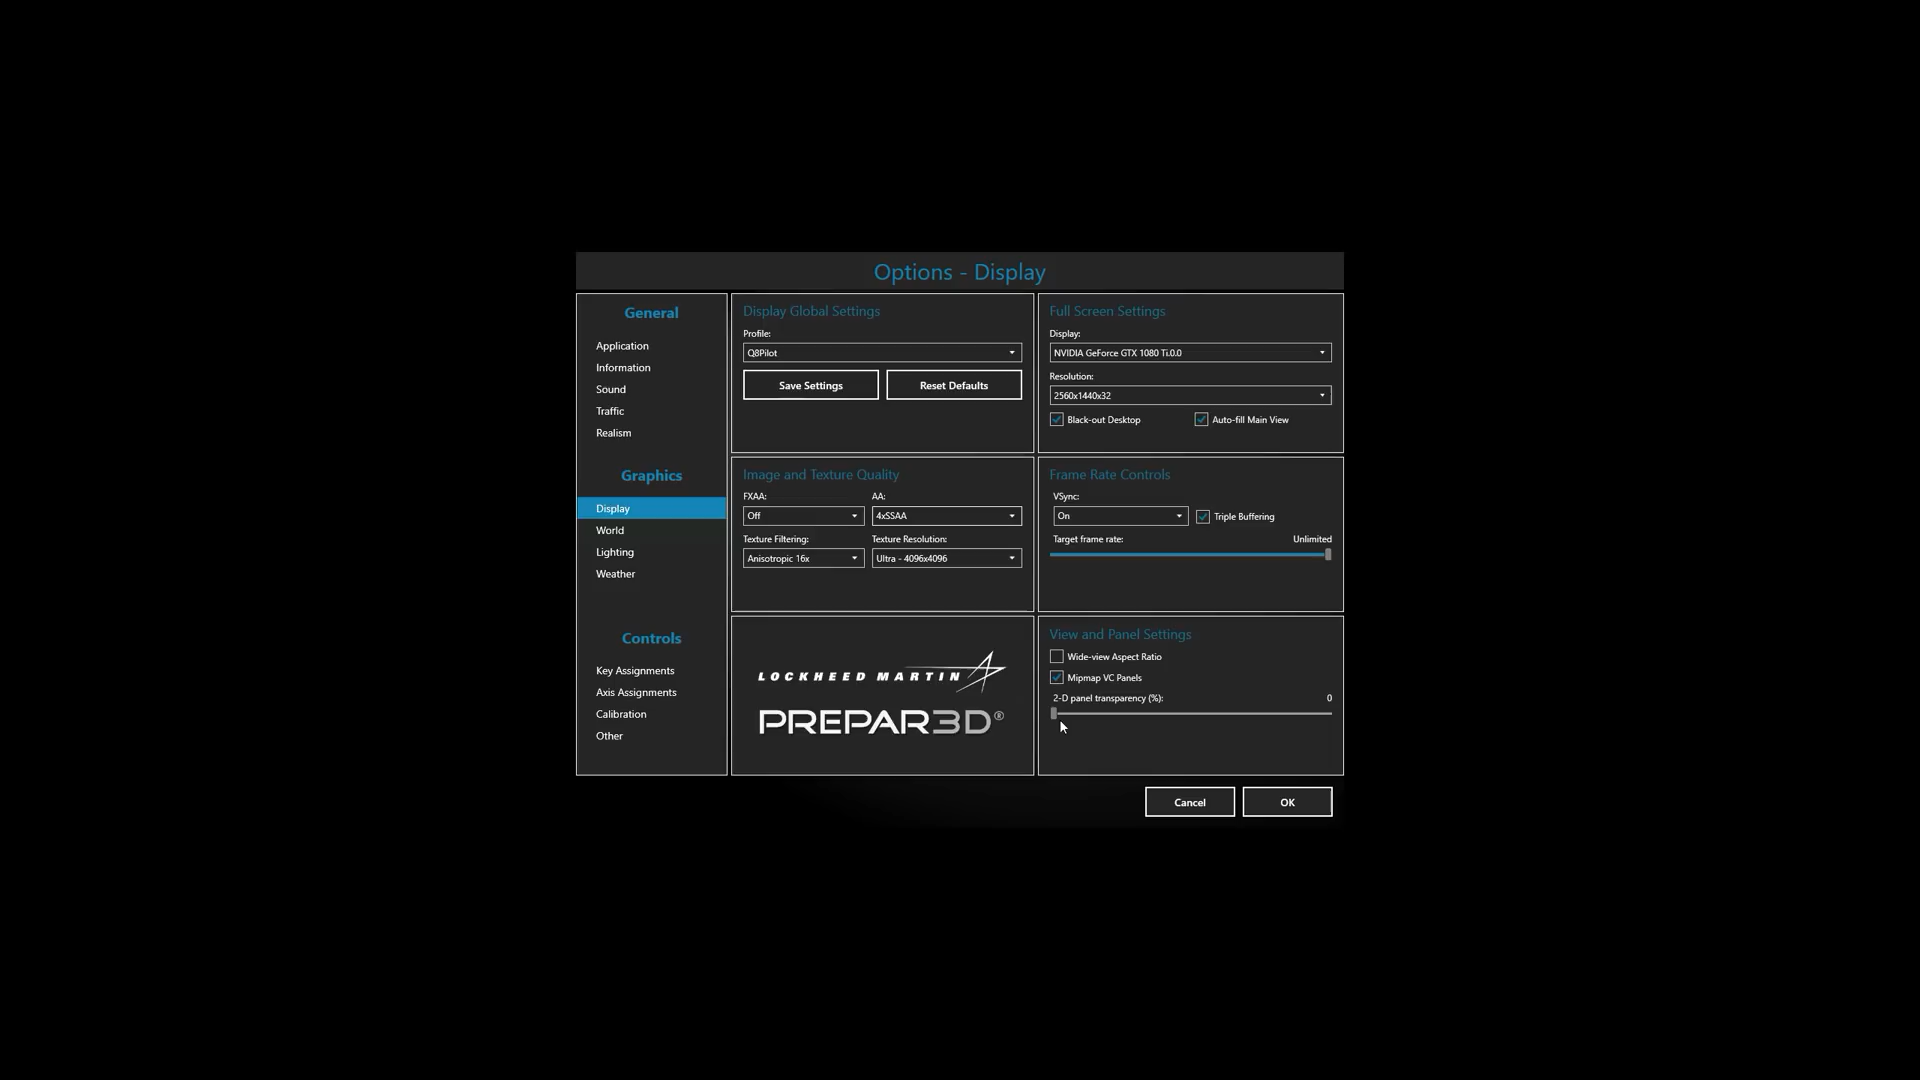 Options - Display
General
Application
Information
Sound
Traffic
Realism
Graphics
Display
World
Lighting
Weather
Controls
Key Assignments
Axis Assignments
Calibration
Other
Display Global Settings
Profile:
Q8Pilot
Save Settings Reset Defaults
Full Screen Settings
Display:
NVIDIA GeForce GTX 1080 Ti.0.0
Resolution:
2560x1440x32
Black-out Desktop Auto-fill Main View
Image and Texture Quality
FXAA: AA:
Off 4xSSAA
Texture Filtering: Texture Resolution:
Anisotropic 16x Ultra - 4096x4096
Frame Rate Controls
VSync:
On Triple Buffering
Target frame rate: Unlimited
LOCKHEED MARTIN
PREPAR3D®
View and Panel Settings
Wide-view Aspect Ratio
Mipmap VC Panels
2-D panel transparency (%): 0
Cancel OK